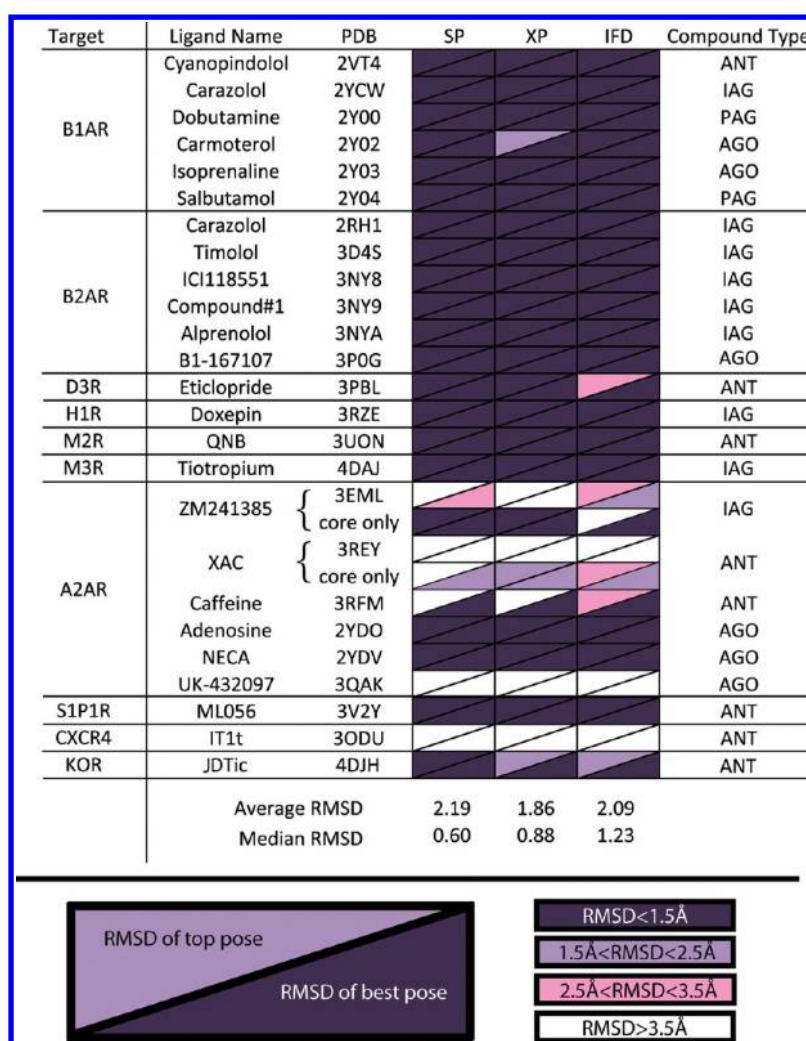 Target Ligand Name PDB SP XP IFD Compound Type
B1AR
Cyanopindolol 2VT4 ANT
Carazolol 2YCW IAG
Dobutamine 2Y00 PAG
Carmoterol 2Y02 AGO
Isoprenaline 2Y03 AGO
Salbutamol 2Y04 PAG
B2AR
Carazolol 2RH1 IAG
Timolol 3D4S IAG
ICI118551 3NY8 IAG
Compound#1 3NY9 IAG
Alprenolol 3NYA IAG
B1-167107 3P0G AGO
D3R Eticlopride 3PBL ANT
H1R Doxepin 3RZE IAG
M2R QNB 3UON ANT
M3R Tiotropium 4DAJ IAG
A2AR
ZM241385 { 3EML IAG
core only
XAC { 3REY ANT
core only
Caffeine 3RFM ANT
Adenosine 2YDO AGO
NECA 2YDV AGO
UK-432097 3QAK AGO
S1P1R ML056 3V2Y ANT
CXCR4 IT1t 3ODU ANT
KOR JDTic 4DJH ANT
Average RMSD 2.19 1.86 2.09
Median RMSD 0.60 0.88 1.23
RMSD of top pose
RMSD of best pose
RMSD<1.5Å
1.5Å<RMSD<2.5Å
2.5Å<RMSD<3.5Å
RMSD>3.5Å